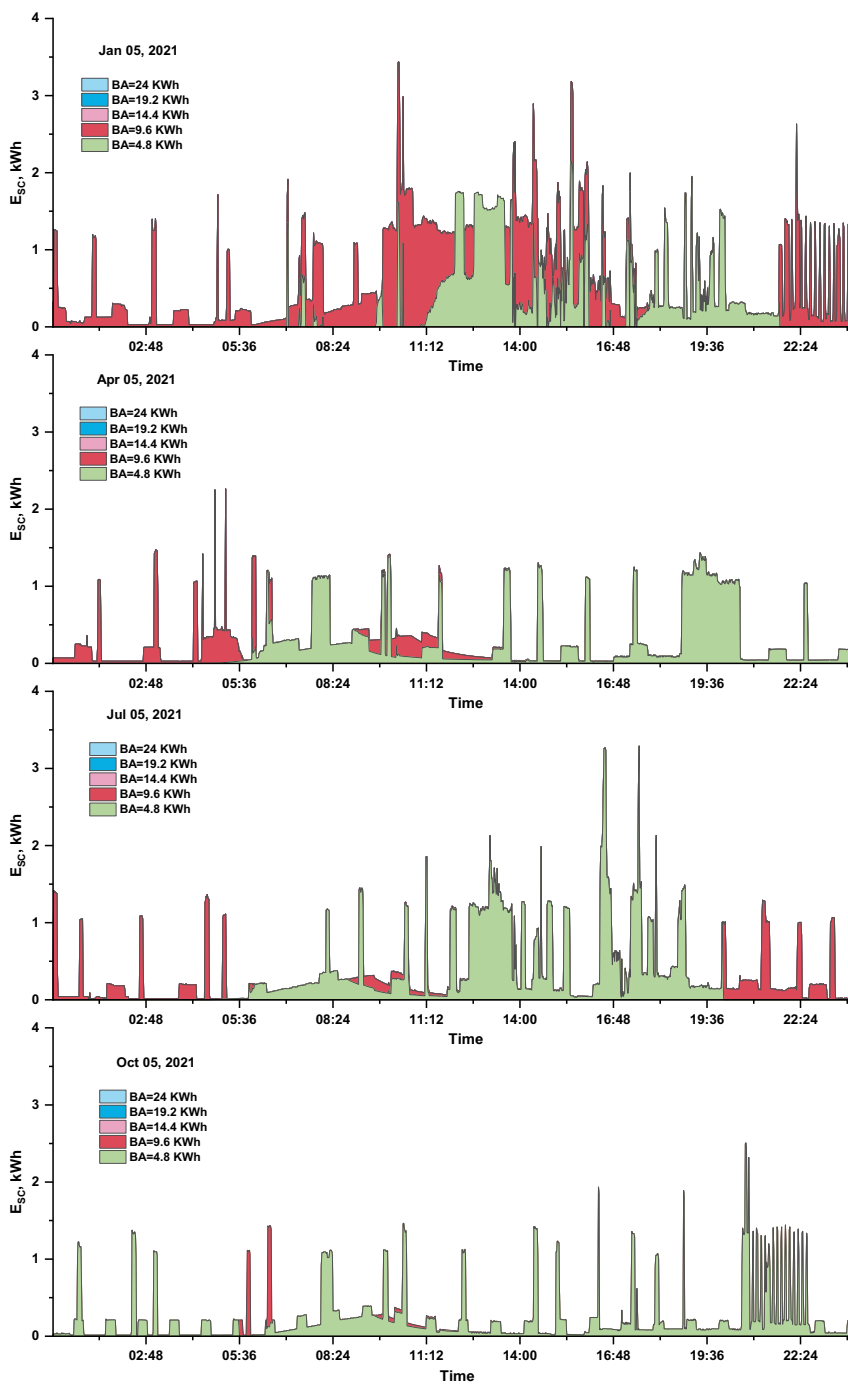 4
Jan 05, 2021
BA=24 KWh
BA=19.2 KWh
BA=14.4 KWh
BA=9.6 KWh
BA=4.8 KWh
3
2
1
0
E_SC, kWh
02:48 05:36 08:24 11:12 14:00 16:48 19:36 22:24
Time
4
Apr 05, 2021
BA=24 KWh
BA=19.2 KWh
BA=14.4 KWh
BA=9.6 KWh
BA=4.8 KWh
3
2
1
0
E_SC, kWh
02:48 05:36 08:24 11:12 14:00 16:48 19:36 22:24
Time
4
Jul 05, 2021
BA=24 KWh
BA=19.2 KWh
BA=14.4 KWh
BA=9.6 KWh
BA=4.8 KWh
3
2
1
0
E_SC, kWh
02:48 05:36 08:24 11:12 14:00 16:48 19:36 22:24
Time
4
Oct 05, 2021
BA=24 KWh
BA=19.2 KWh
BA=14.4 KWh
BA=9.6 KWh
BA=4.8 KWh
3
2
1
0
E_SC, kWh
02:48 05:36 08:24 11:12 14:00 16:48 19:36 22:24
Time